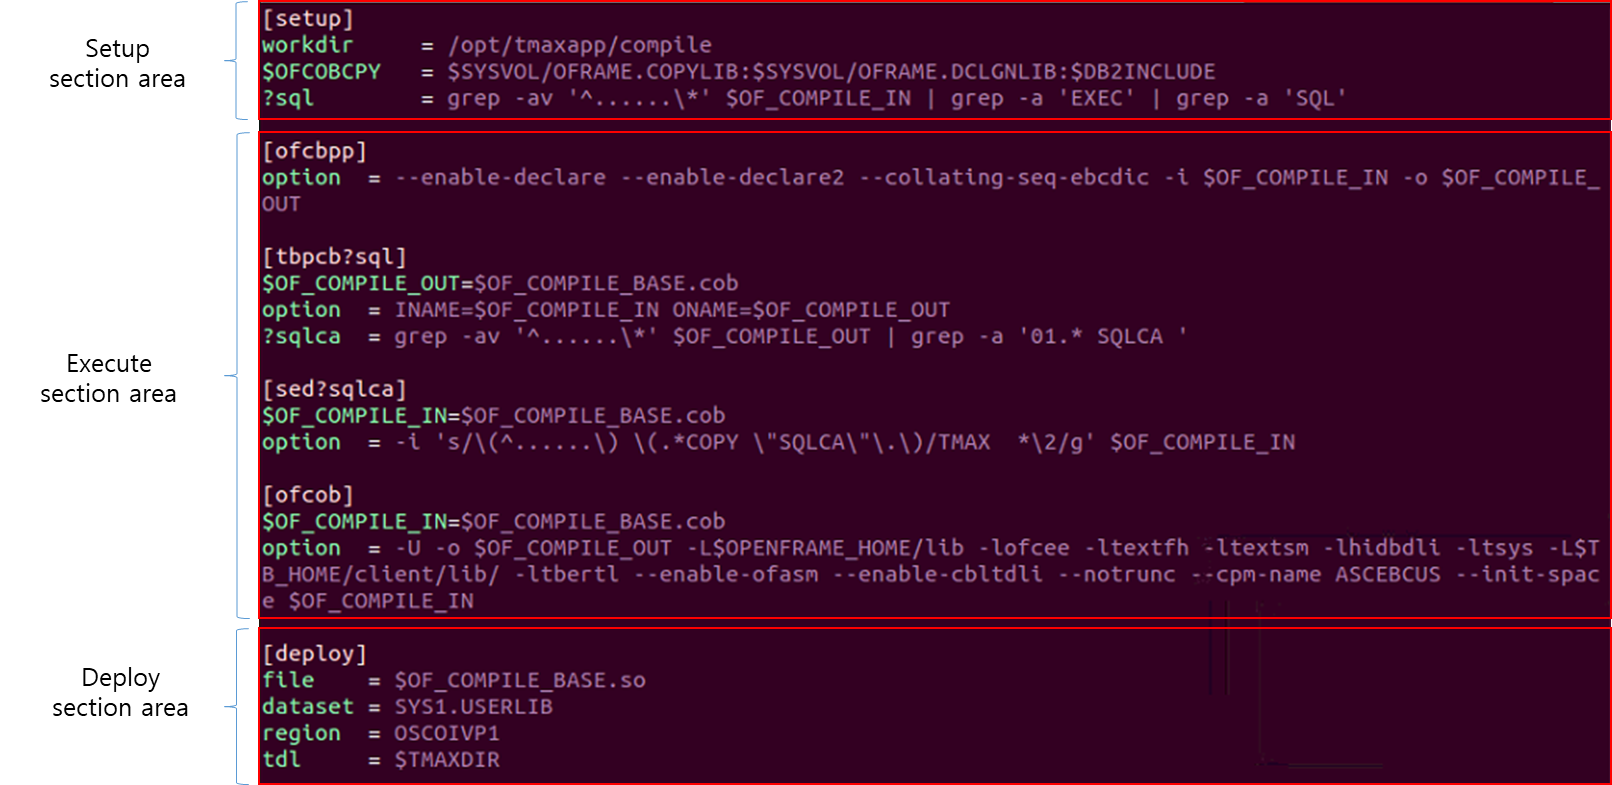 Setup
section area
[setup]
workdir     = /opt/tmaxapp/compile
$OFCOBCPY   = $SYSVOL/OFRAME.COPYLIB:$SYSVOL/OFRAME.DCLGNLIB:$DB2INCLUDE
?sql        = grep -av '^......\*' $OF_COMPILE_IN | grep -a 'EXEC' | grep -a 'SQL'
Execute
section area
[ofcbpp]
option  = --enable-declare --enable-declare2 --collating-seq-ebcdic -i $OF_COMPILE_IN -o $OF_COMPILE_
OUT
[tbpcb?sql]
$OF_COMPILE_OUT=$OF_COMPILE_BASE.cob
option  = INAME=$OF_COMPILE_IN ONAME=$OF_COMPILE_OUT
?sqlca  = grep -av '^......\*' $OF_COMPILE_OUT | grep -a '01.* SQLCA '
[sed?sqlca]
$OF_COMPILE_IN=$OF_COMPILE_BASE.cob
option  = -i 's/\(^......\) \(.*COPY \"SQLCA\"\.\)/TMAX  *\2/g' $OF_COMPILE_IN
[ofcob]
$OF_COMPILE_IN=$OF_COMPILE_BASE.cob
option  = -U -o $OF_COMPILE_OUT -L$OPENFRAME_HOME/lib -lofcee -ltextfh -ltextsm -lhidbdli -ltsys -L$T
B_HOME/client/lib/ -ltbertl --enable-ofasm --enable-cbltdli --notrunc --cpm-name ASCEBCUS --init-spac
e $OF_COMPILE_IN
Deploy
section area
[deploy]
file    = $OF_COMPILE_BASE.so
dataset = SYS1.USERLIB
region  = OSCOIVP1
tdl     = $TMAXDIR